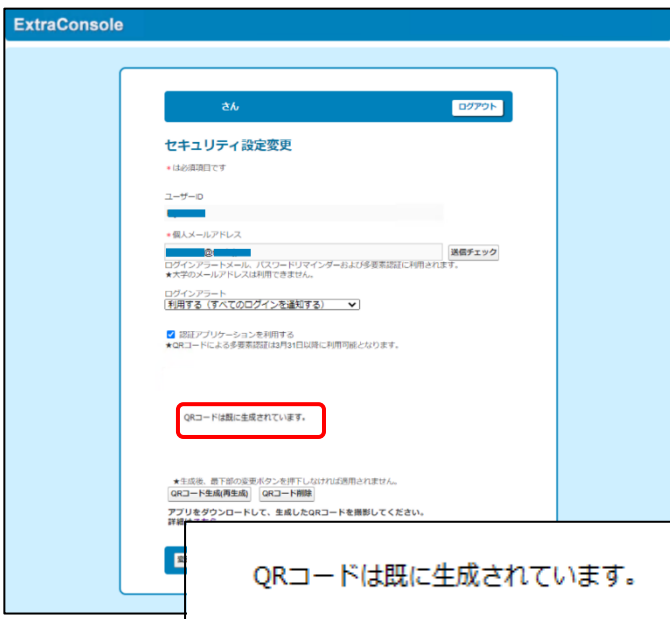 ExtraConsole
さん
ログアウト
セキュリティ設定変更
* は必須項目です
ユーザーID
* 個人メールアドレス
@
送信チェック
ログインアラートメール、パスワードリマインダーおよび多要素認証に利用されます。
★大学のメールアドレスは利用できません。
ログインアラート
利用する（すべてのログインを通知する）
認証アプリケーションを利用する
★QRコードによる多要素認証は3月31日以降に利用可能となります。
QRコードは既に生成されています。
★生成後、最下部の変更ボタンを押下しなければ適用されません。
QRコード生成(再生成) QRコード削除
アプリをダウンロードして、生成したQRコードを撮影してください。
詳細は
QRコードは既に生成されています。